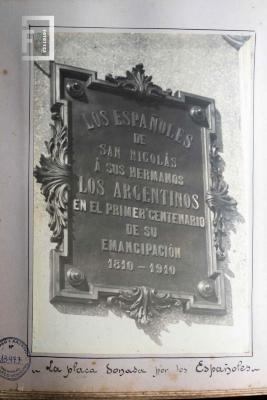 LOS ESPAÑOLES
DE
SAN NICOLÁS
Á SUS HERMANOS
LOS ARGENTINOS
EN EL PRIMER CENTENARIO
DE SU
EMANCIPACIÓN
1810 - 1910
La placa donada por los Españoles